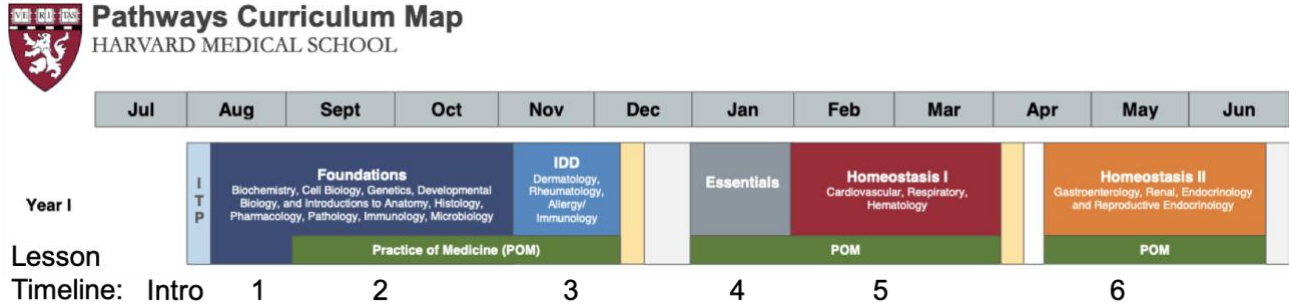 VE RI TAS
Pathways Curriculum Map
HARVARD MEDICAL SCHOOL
Jul Aug Sept Oct Nov Dec Jan Feb Mar Apr May Jun
Year I
I
T
P
Foundations
Biochemistry, Cell Biology, Genetics, Developmental
Biology, and Introductions to Anatomy, Histology,
Pharmacology, Pathology, Immunology, Microbiology
IDD
Dermatology,
Rheumatology,
Allergy/
Immunology
Essentials
Homeostasis I
Cardiovascular, Respiratory,
Hematology
Homeostasis II
Gastroenterology, Renal, Endocrinology
and Reproductive Endocrinology
Practice of Medicine (POM)
POM
POM
Lesson
Timeline: Intro 1 2 3 4 5 6